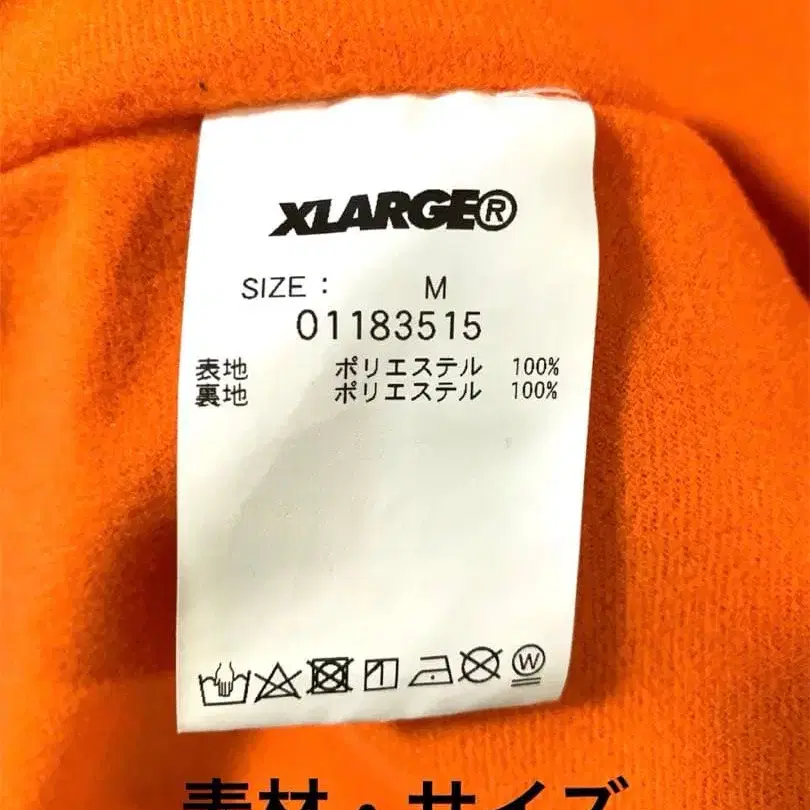 XLARGE®
SIZE： M
01183515
表地 ポリエステル 100%
裏地 ポリエステル 100%
W
素材・サイズ